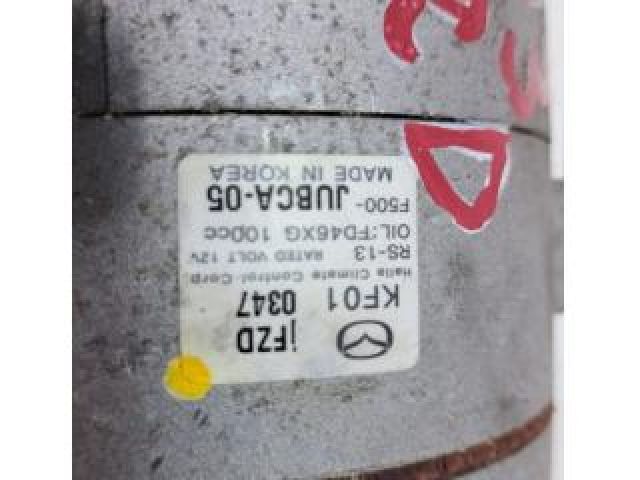 jFZD
KF01 0347
Halla Climate Control Corp
RS-13 RATED VOLT 12V
OIL:FD46XG 100cc
F500-JUBCA-05
MADE IN KOREA
D